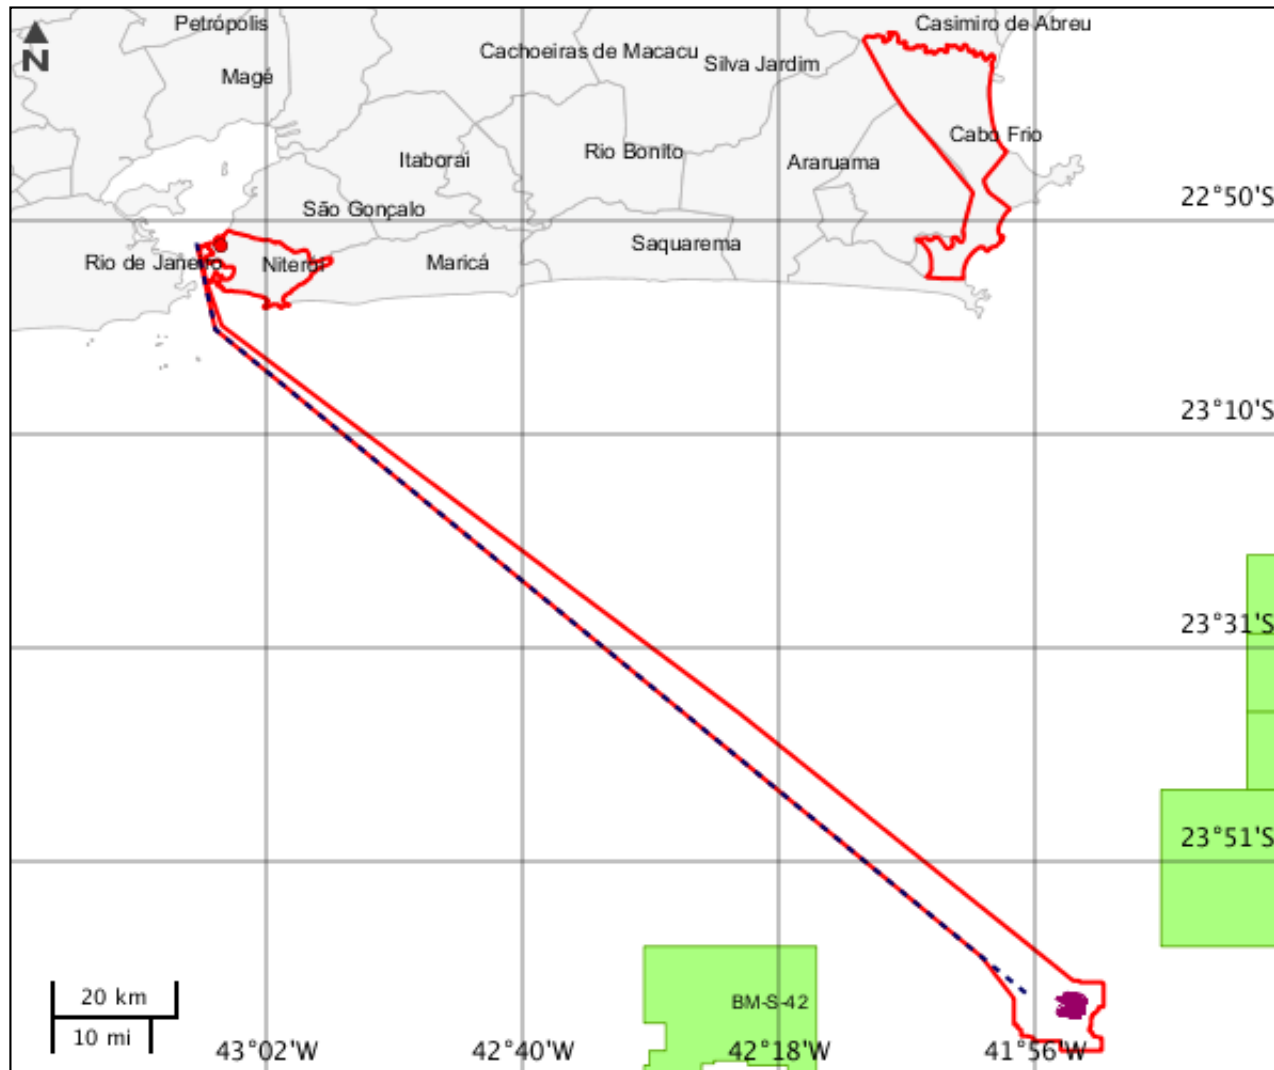 Petrópolis
Casimiro de Abreu
N
Cachoeiras de Macacu
Silva Jardim
Magé
Cabo Frio
Rio Bonito
Itaboraí
Araruama
22°50'S
São Gonçalo
Saquarema
Rio de Janeiro
Niterói
Maricá
23°10'S
23°31'S
23°51'S
20 km
BM-S-42
10 mi
43°02'W
42°40'W
42°18'W
41°56'W